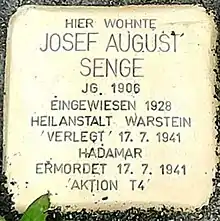 HIER WOHNTE
JOSEF AUGUST
SENGE
JG. 1906
EINGEWIESEN 1928
HEILANSTALT WARSTEIN
'VERLEGT' 17. 7. 1941
HADAMAR
ERMORDET 17. 7. 1941
'AKTION T4'